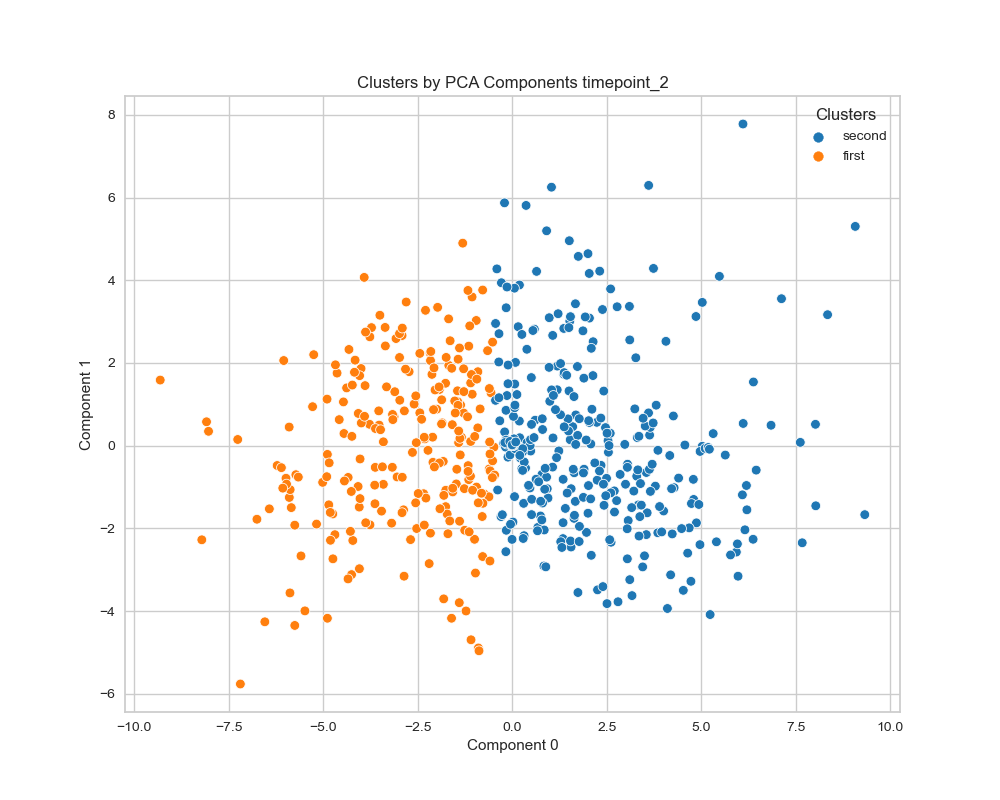 Clusters by PCA Components timepoint_2
Clusters
second
first
Component 1
8
6
4
2
0
−2
−4
−6
−10.0 −7.5 −5.0 −2.5 0.0 2.5 5.0 7.5 10.0
Component 0